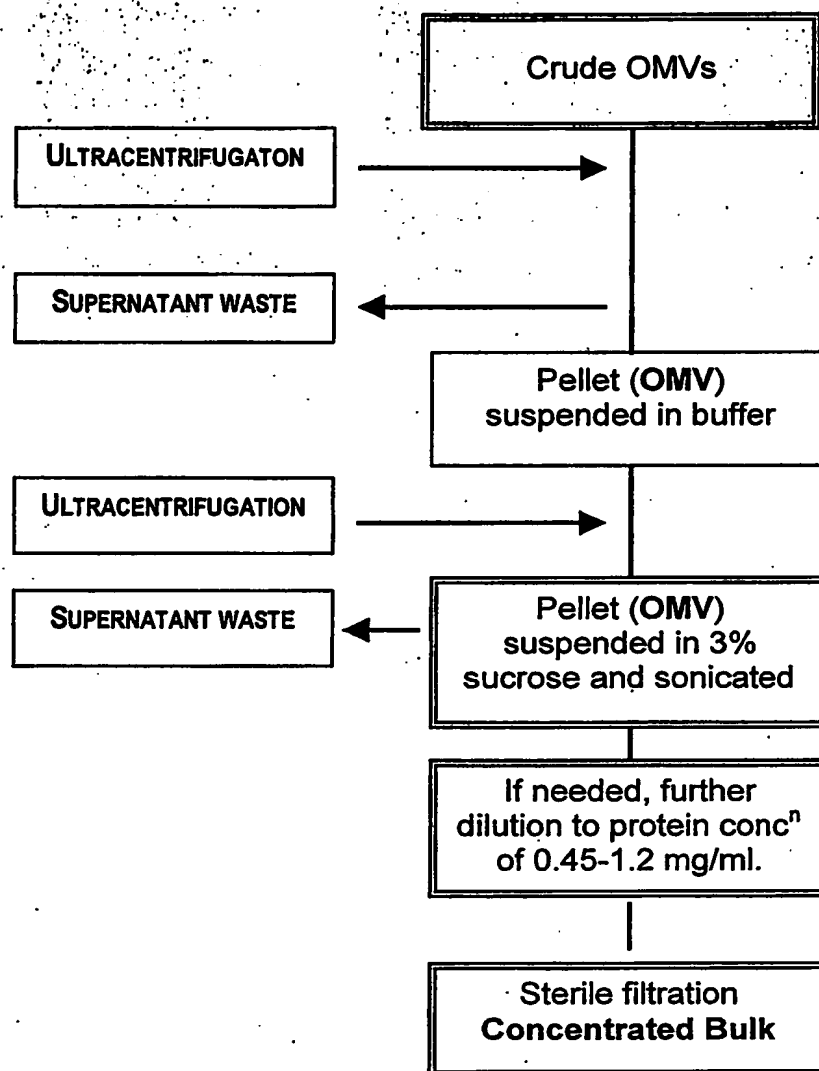 Crude OMVs
ULTRACENTRIFUGATON
SUPERNATANT WASTE
Pellet (OMV)
suspended in buffer
ULTRACENTRIFUGATION
SUPERNATANT WASTE
Pellet (OMV)
suspended in 3%
sucrose and sonicated
If needed, further
dilution to protein concⁿ
of 0.45-1.2 mg/ml.
Sterile filtration
Concentrated Bulk